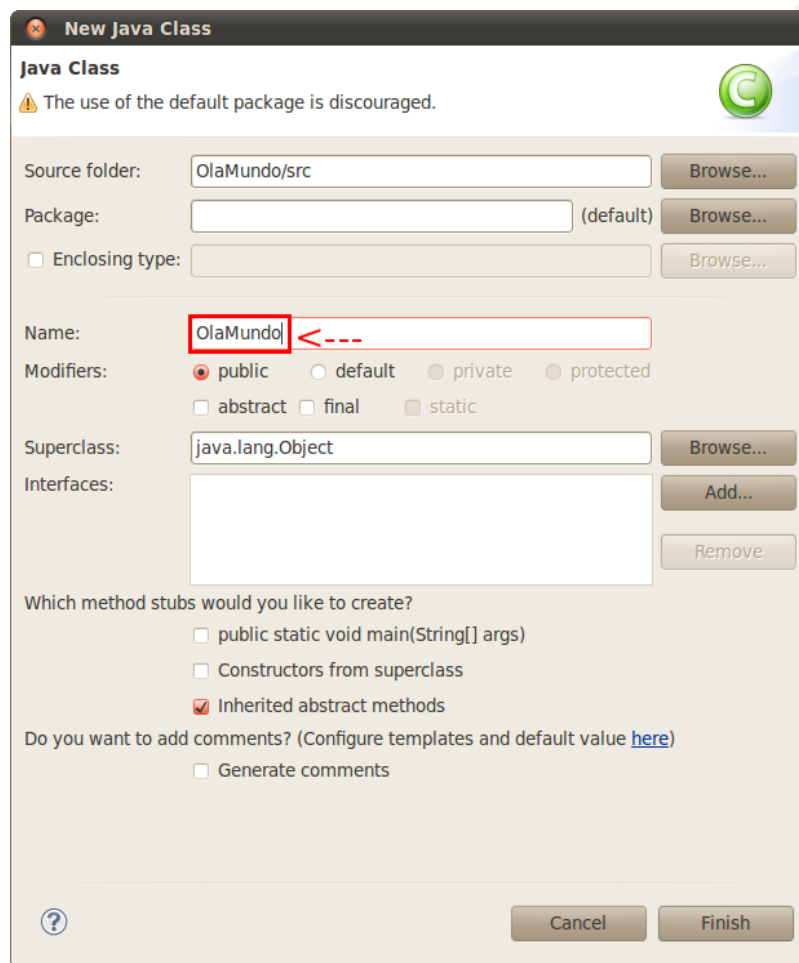 New Java Class
Java Class
The use of the default package is discouraged.
Source folder: OlaMundo/src Browse...
Package: (default) Browse...
Enclosing type: Browse...
Name: OlaMundo <---
Modifiers: public default private protected
abstract final static
Superclass: java.lang.Object Browse...
Interfaces: Add...
Remove
Which method stubs would you like to create?
public static void main(String[] args)
Constructors from superclass
Inherited abstract methods
Do you want to add comments? (Configure templates and default value here)
Generate comments
? Cancel Finish